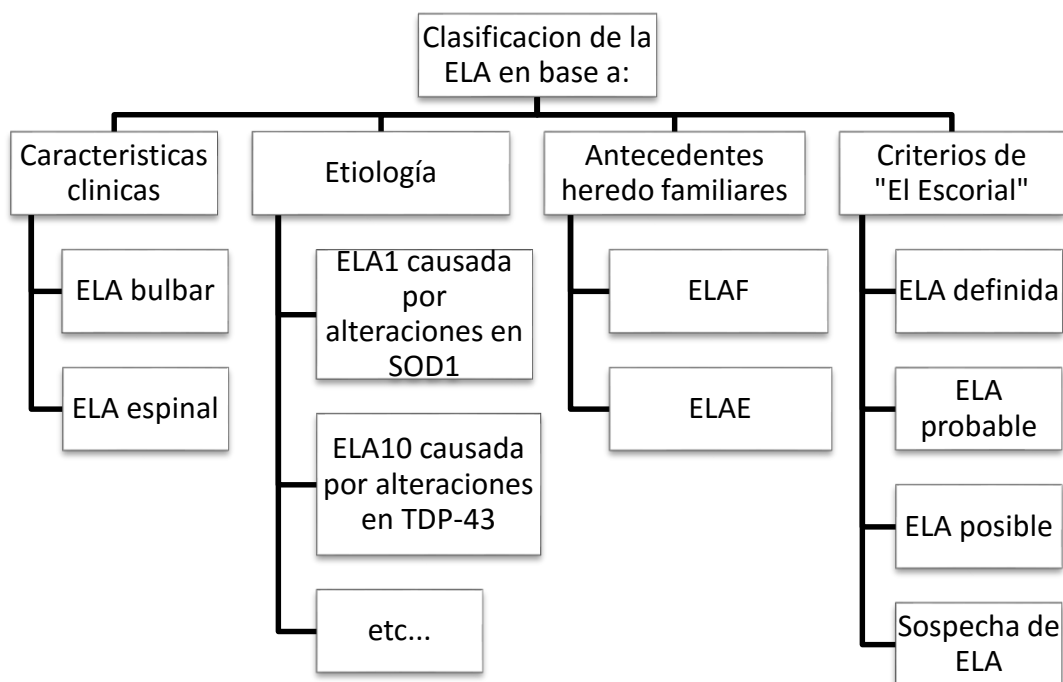 Clasificacion de la
ELA en base a:
Caracteristicas
clinicas
ELA bulbar
ELA espinal
Etiología
ELA1 causada
por
alteraciones en
SOD1
ELA10 causada
por alteraciones
en TDP-43
etc...
Antecedentes
heredo familiares
ELAF
ELAE
Criterios de
"El Escorial"
ELA definida
ELA
probable
ELA posible
Sospecha de
ELA